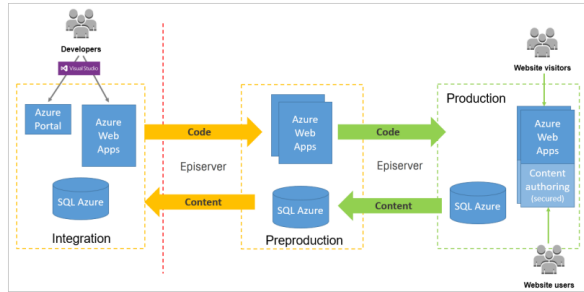 Developers
Visual Studio
Azure
Portal
Azure
Web
Apps
SQL Azure
Integration
Code
Episerver
Content
Azure
Web
Apps
SQL Azure
Preproduction
Code
Episerver
Content
Website visitors
Production
Azure
Web
Apps
Content
authoring
(secured)
SQL Azure
Website users